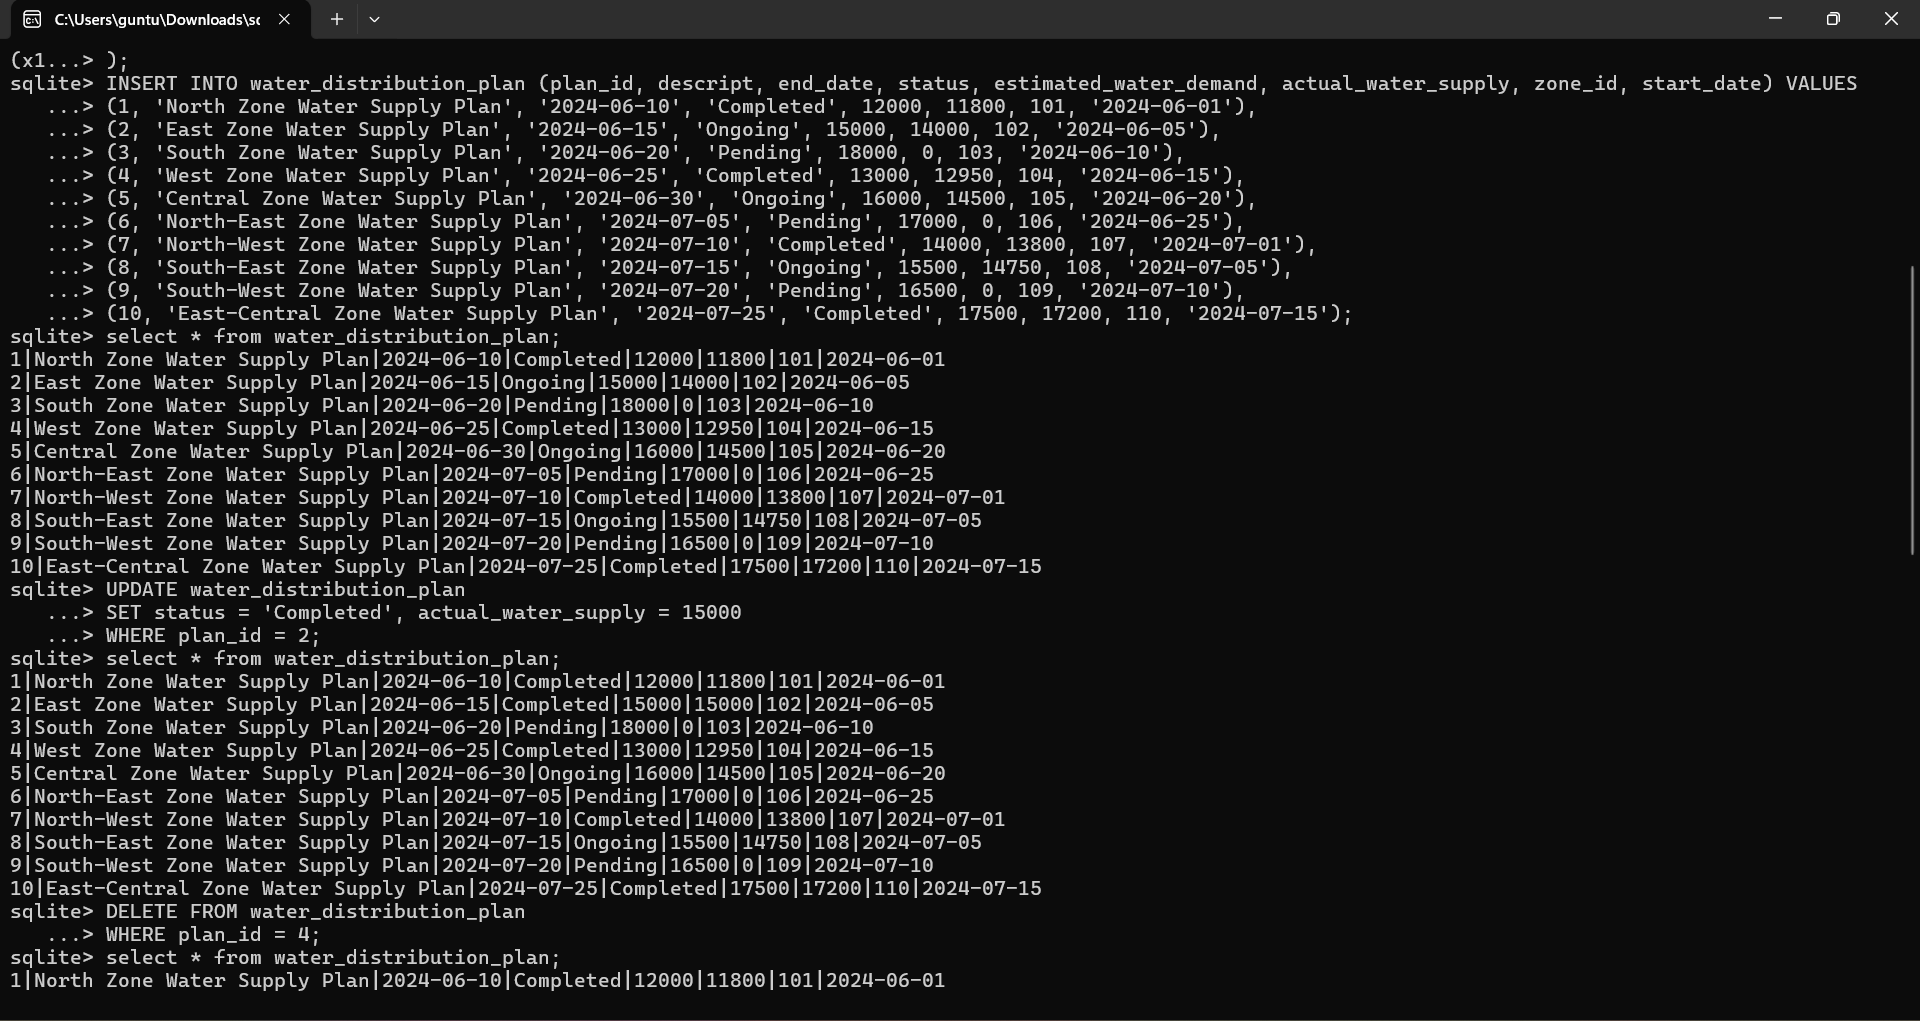 C:\Users\guntu\Downloads\sc
(x1...> );
sqlite> INSERT INTO water_distribution_plan (plan_id, descript, end_date, status, estimated_water_demand, actual_water_supply, zone_id, start_date) VALUES
   ...> (1, 'North Zone Water Supply Plan', '2024-06-10', 'Completed', 12000, 11800, 101, '2024-06-01'),
   ...> (2, 'East Zone Water Supply Plan', '2024-06-15', 'Ongoing', 15000, 14000, 102, '2024-06-05'),
   ...> (3, 'South Zone Water Supply Plan', '2024-06-20', 'Pending', 18000, 0, 103, '2024-06-10'),
   ...> (4, 'West Zone Water Supply Plan', '2024-06-25', 'Completed', 13000, 12950, 104, '2024-06-15'),
   ...> (5, 'Central Zone Water Supply Plan', '2024-06-30', 'Ongoing', 16000, 14500, 105, '2024-06-20'),
   ...> (6, 'North-East Zone Water Supply Plan', '2024-07-05', 'Pending', 17000, 0, 106, '2024-06-25'),
   ...> (7, 'North-West Zone Water Supply Plan', '2024-07-10', 'Completed', 14000, 13800, 107, '2024-07-01'),
   ...> (8, 'South-East Zone Water Supply Plan', '2024-07-15', 'Ongoing', 15500, 14750, 108, '2024-07-05'),
   ...> (9, 'South-West Zone Water Supply Plan', '2024-07-20', 'Pending', 16500, 0, 109, '2024-07-10'),
   ...> (10, 'East-Central Zone Water Supply Plan', '2024-07-25', 'Completed', 17500, 17200, 110, '2024-07-15');
sqlite> select * from water_distribution_plan;
1|North Zone Water Supply Plan|2024-06-10|Completed|12000|11800|101|2024-06-01
2|East Zone Water Supply Plan|2024-06-15|Ongoing|15000|14000|102|2024-06-05
3|South Zone Water Supply Plan|2024-06-20|Pending|18000|0|103|2024-06-10
4|West Zone Water Supply Plan|2024-06-25|Completed|13000|12950|104|2024-06-15
5|Central Zone Water Supply Plan|2024-06-30|Ongoing|16000|14500|105|2024-06-20
6|North-East Zone Water Supply Plan|2024-07-05|Pending|17000|0|106|2024-06-25
7|North-West Zone Water Supply Plan|2024-07-10|Completed|14000|13800|107|2024-07-01
8|South-East Zone Water Supply Plan|2024-07-15|Ongoing|15500|14750|108|2024-07-05
9|South-West Zone Water Supply Plan|2024-07-20|Pending|16500|0|109|2024-07-10
10|East-Central Zone Water Supply Plan|2024-07-25|Completed|17500|17200|110|2024-07-15
sqlite> UPDATE water_distribution_plan
   ...> SET status = 'Completed', actual_water_supply = 15000
   ...> WHERE plan_id = 2;
sqlite> select * from water_distribution_plan;
1|North Zone Water Supply Plan|2024-06-10|Completed|12000|11800|101|2024-06-01
2|East Zone Water Supply Plan|2024-06-15|Completed|15000|15000|102|2024-06-05
3|South Zone Water Supply Plan|2024-06-20|Pending|18000|0|103|2024-06-10
4|West Zone Water Supply Plan|2024-06-25|Completed|13000|12950|104|2024-06-15
5|Central Zone Water Supply Plan|2024-06-30|Ongoing|16000|14500|105|2024-06-20
6|North-East Zone Water Supply Plan|2024-07-05|Pending|17000|0|106|2024-06-25
7|North-West Zone Water Supply Plan|2024-07-10|Completed|14000|13800|107|2024-07-01
8|South-East Zone Water Supply Plan|2024-07-15|Ongoing|15500|14750|108|2024-07-05
9|South-West Zone Water Supply Plan|2024-07-20|Pending|16500|0|109|2024-07-10
10|East-Central Zone Water Supply Plan|2024-07-25|Completed|17500|17200|110|2024-07-15
sqlite> DELETE FROM water_distribution_plan
   ...> WHERE plan_id = 4;
sqlite> select * from water_distribution_plan;
1|North Zone Water Supply Plan|2024-06-10|Completed|12000|11800|101|2024-06-01